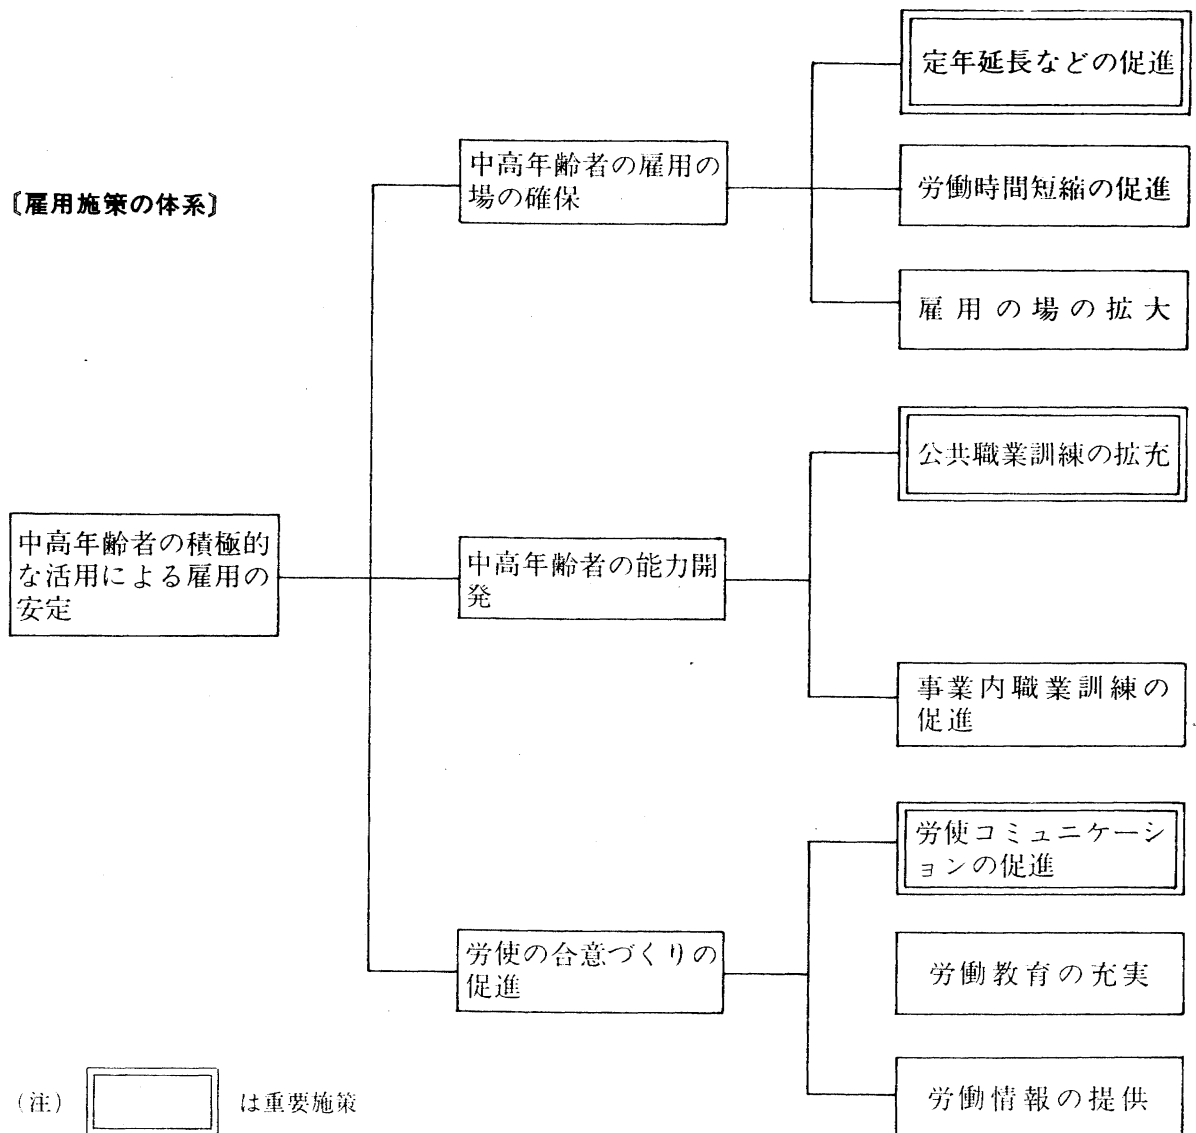 〔雇用施策の体系〕
中高年齢者の積極的
な活用による雇用の
安定
中高年齢者の雇用の
場の確保
定年延長などの促進
労働時間短縮の促進
雇用の場の拡大
中高年齢者の能力開
発
公共職業訓練の拡充
事業内職業訓練の
促進
労使の合意づくりの
促進
労使コミュニケーシ
ョンの促進
労働教育の充実
労働情報の提供
(注)
は重要施策